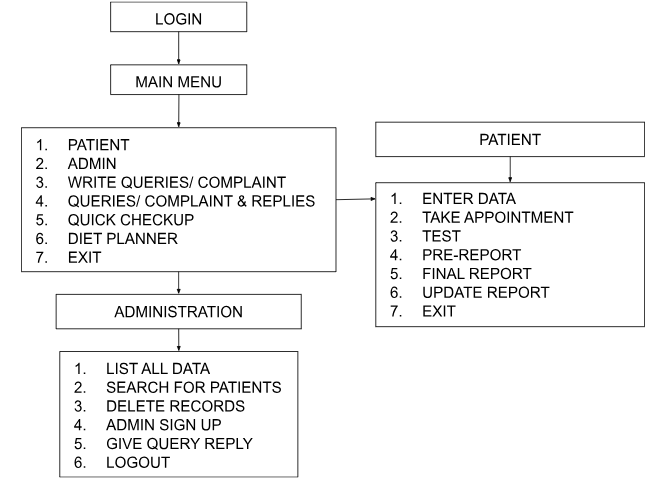 LOGIN
MAIN MENU
1. PATIENT
2. ADMIN
3. WRITE QUERIES/ COMPLAINT
4. QUERIES/ COMPLAINT & REPLIES
5. QUICK CHECKUP
6. DIET PLANNER
7. EXIT
PATIENT
1. ENTER DATA
2. TAKE APPOINTMENT
3. TEST
4. PRE-REPORT
5. FINAL REPORT
6. UPDATE REPORT
7. EXIT
ADMINISTRATION
1. LIST ALL DATA
2. SEARCH FOR PATIENTS
3. DELETE RECORDS
4. ADMIN SIGN UP
5. GIVE QUERY REPLY
6. LOGOUT